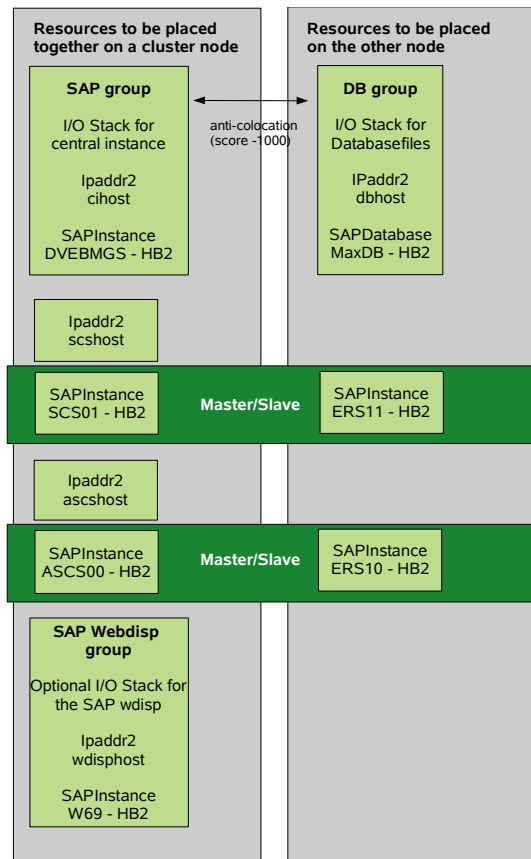 Resources to be placed
together on a cluster node
Resources to be placed
on the other node
SAP group
I/O Stack for
central instance
Ipaddr2
cihost
SAPInstance
DVEBMGS - HB2
anti-colocation
(score -1000)
DB group
I/O Stack for
Databasefiles
IPaddr2
dbhost
SAPDatabase
MaxDB - HB2
Ipaddr2
scshost
SAPInstance
SCS01 - HB2
Master/Slave
SAPInstance
ERS11 - HB2
Ipaddr2
ascshost
SAPInstance
ASCS00 - HB2
Master/Slave
SAPInstance
ERS10 - HB2
SAP Webdisp
group
Optional I/O Stack for
the SAP wdisp
Ipaddr2
wdisphost
SAPInstance
W69 - HB2